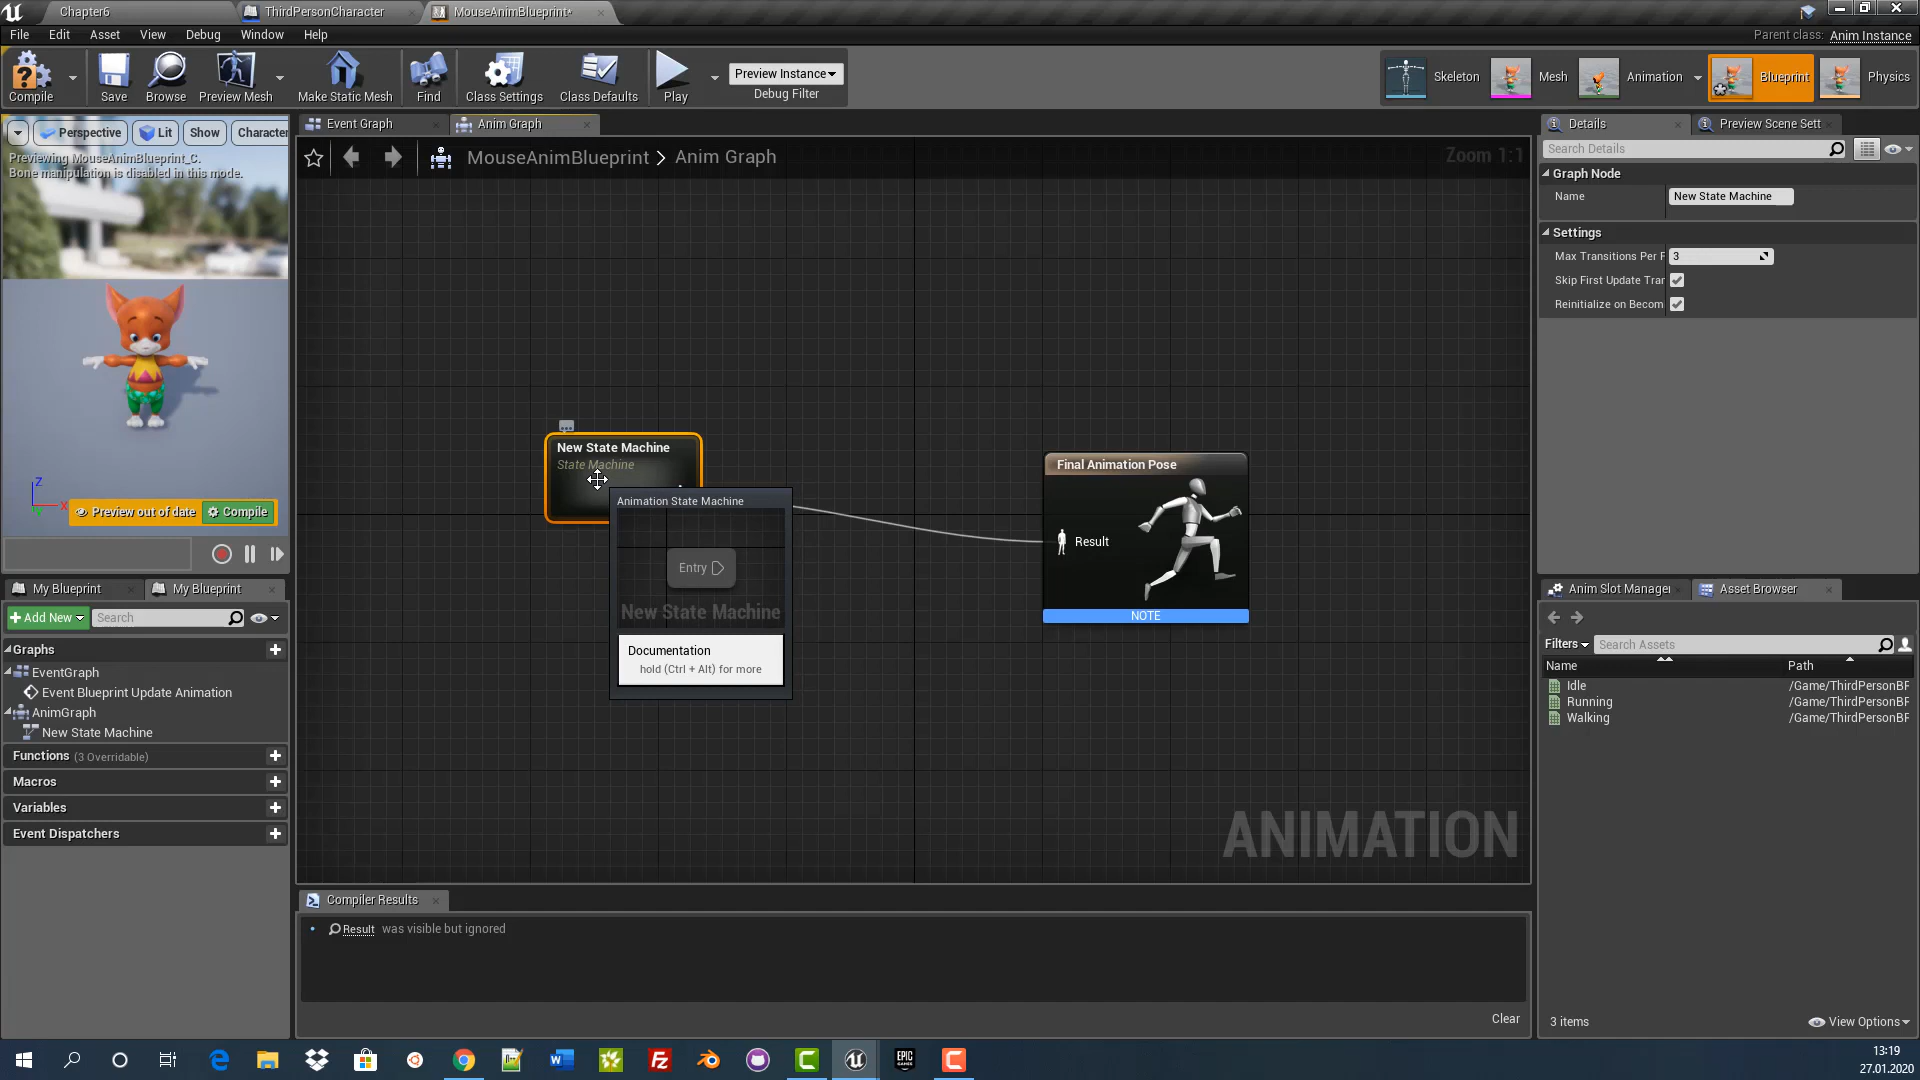 Chapter6
ThirdPersonCharacter
MouseAnimBlueprint*
File Edit Asset View Debug Window Help
Parent class: Anim Instance
Compile
Save
Browse
Preview Mesh
Make Static Mesh
Find
Class Settings
Class Defaults
Play
Preview Instance
Debug Filter
Skeleton
Mesh
Animation
Blueprint
Physics
Perspective
Lit
Show
Character
Previewing MouseAnimBlueprint_C.
Bone manipulation is disabled in this mode.
Z
X
Preview out of date
Compile
Event Graph
Anim Graph
MouseAnimBlueprint > Anim Graph
Zoom 1:1
New State Machine
State Machine
Animation State Machine
Entry
New State Machine
Documentation
hold (Ctrl + Alt) for more
Final Animation Pose
Result
NOTE
ANIMATION
My Blueprint
My Blueprint
Add New
Search
Graphs
EventGraph
Event Blueprint Update Animation
AnimGraph
New State Machine
Functions (3 Overridable)
Macros
Variables
Event Dispatchers
Compiler Results
Result was visible but ignored
Clear
Details
Preview Scene Sett
Search Details
Graph Node
Name New State Machine
Settings
Max Transitions Per F 3
Skip First Update Trar
Reinitialize on Becom
Anim Slot Manager
Asset Browser
Filters
Search Assets
Name Path
Idle /Game/ThirdPersonBF
Running /Game/ThirdPersonBF
Walking /Game/ThirdPersonBF
3 items
View Options
EPIC GAMES
13:19
27.01.2020